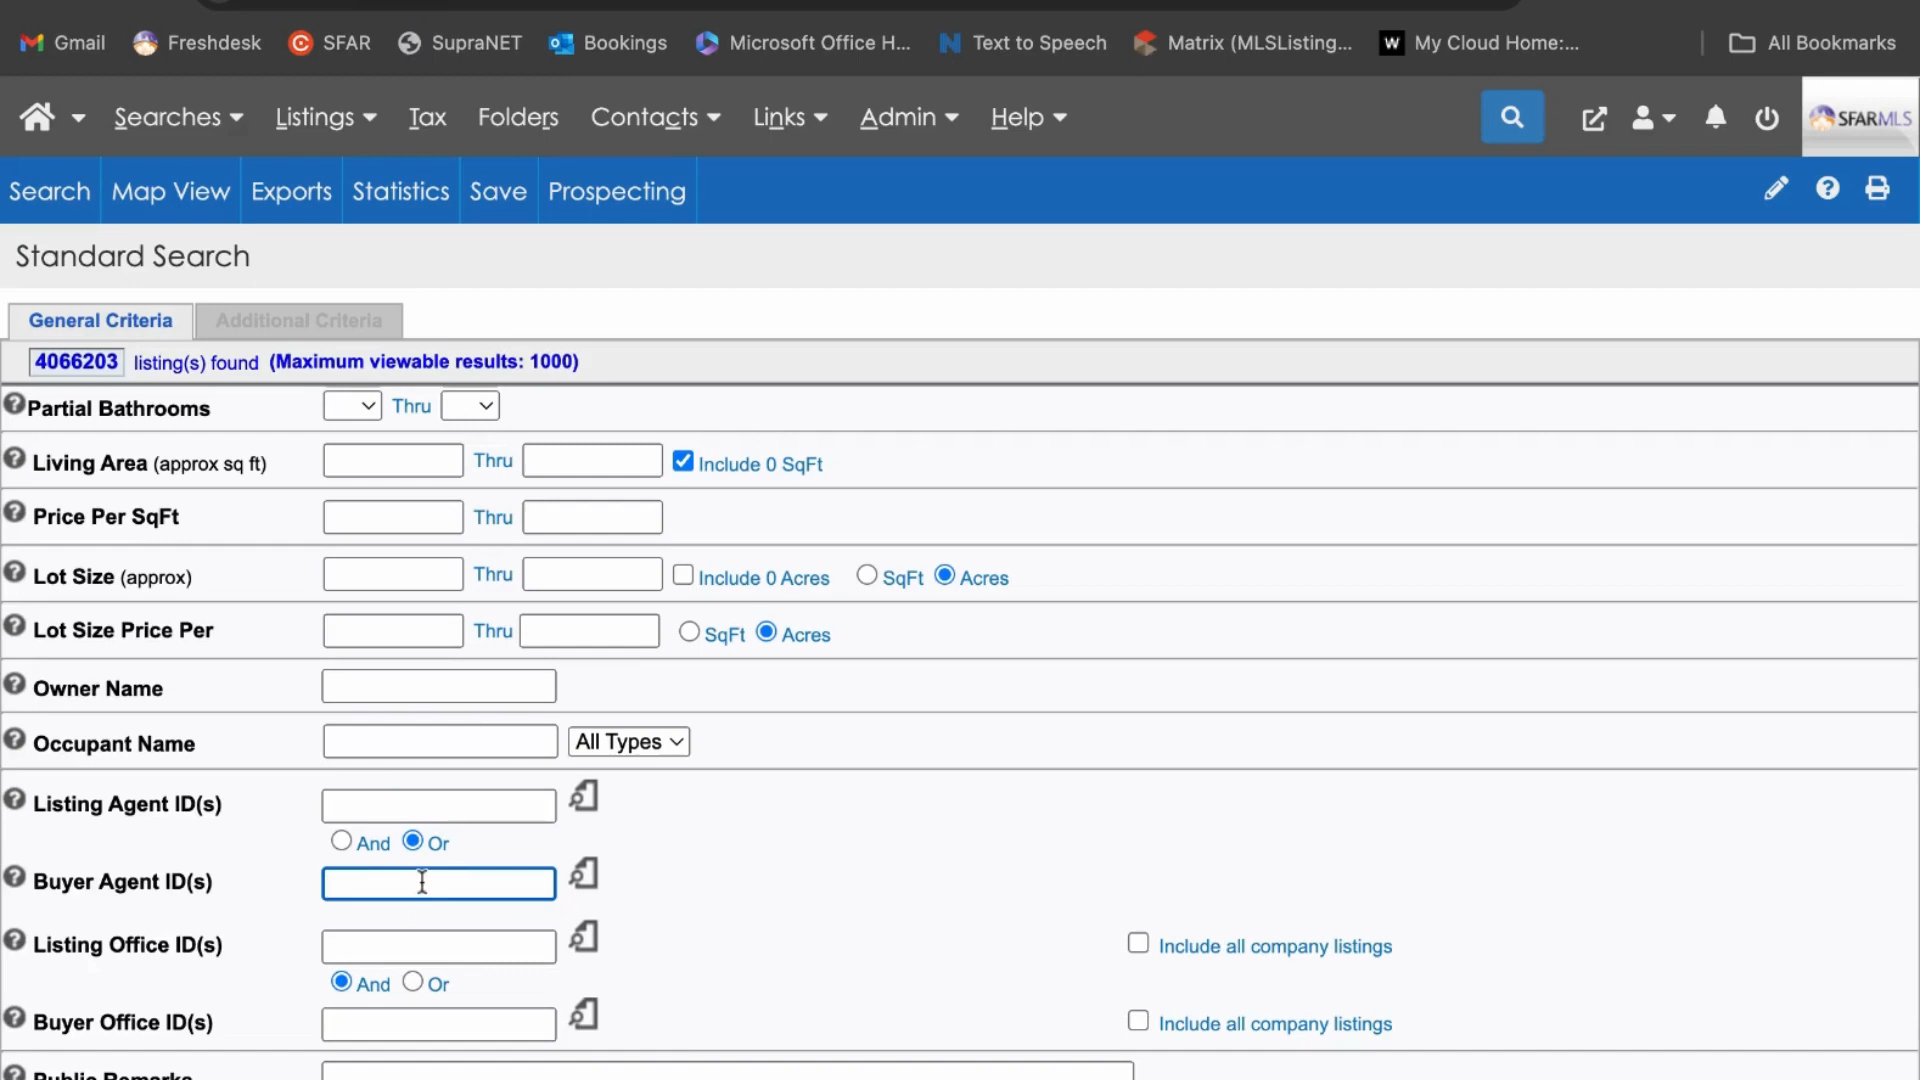 Gmail Freshdesk SFAR SupraNET Bookings Microsoft Office H... Text to Speech Matrix (MLSListing... My Cloud Home:... All Bookmarks
Searches Listings Tax Folders Contacts Links Admin Help SFARMLS
Search Map View Exports Statistics Save Prospecting
Standard Search
General Criteria Additional Criteria
4066203 listing(s) found (Maximum viewable results: 1000)
Partial Bathrooms Thru
Living Area (approx sq ft) Thru Include 0 SqFt
Price Per SqFt Thru
Lot Size (approx) Thru Include 0 Acres SqFt Acres
Lot Size Price Per Thru SqFt Acres
Owner Name
Occupant Name All Types
Listing Agent ID(s)
And Or
Buyer Agent ID(s)
Listing Office ID(s) Include all company listings
And Or
Buyer Office ID(s) Include all company listings
Public Remarks